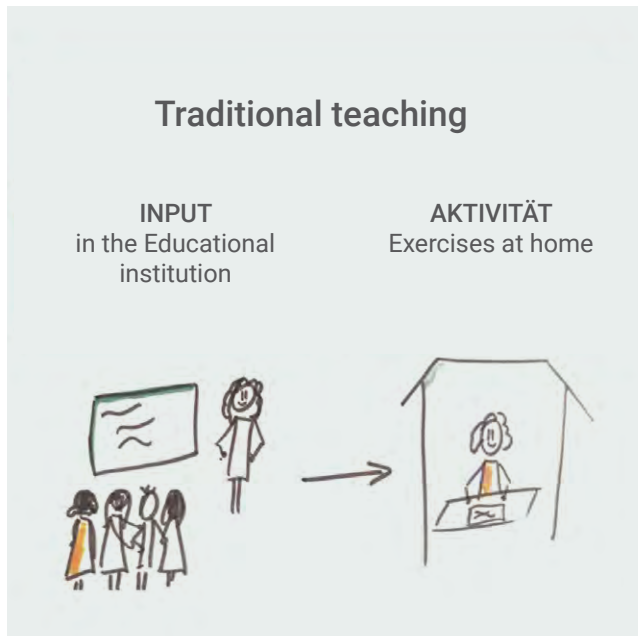 Traditional teaching
INPUT
in the Educational
institution
AKTIVITÄT
Exercises at home